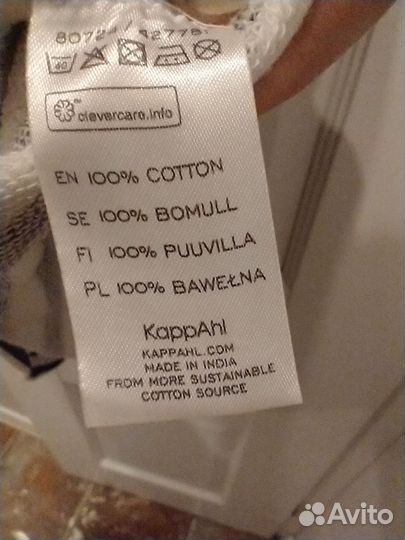 40
clevercare.info
EN 100% COTTON
SE 100% BOMULL
FI 100% PUUVILLA
PL 100% BAWEŁNA
KappAhl
KAPPAHL.COM
MADE IN INDIA
FROM MORE SUSTAINABLE
COTTON SOURCE
Avito